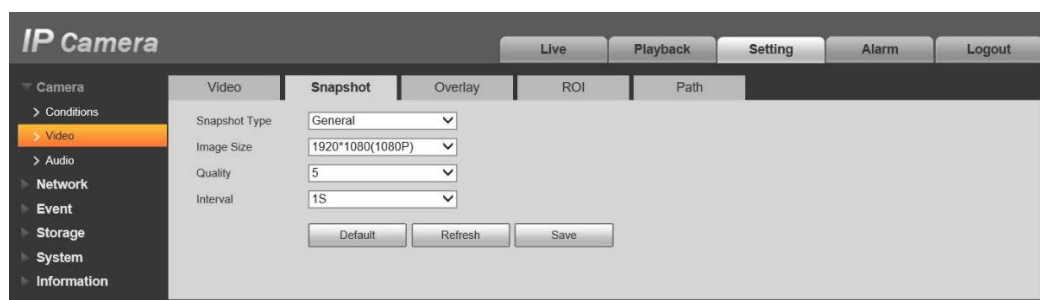 IP Camera
Live Playback Setting Alarm Logout
Camera
Video Snapshot Overlay ROI Path
> Conditions
Snapshot Type General
> Video
Image Size 1920*1080(1080P)
> Audio
Quality 5
Network
Interval 1S
Event
Storage
Default Refresh Save
System
Information